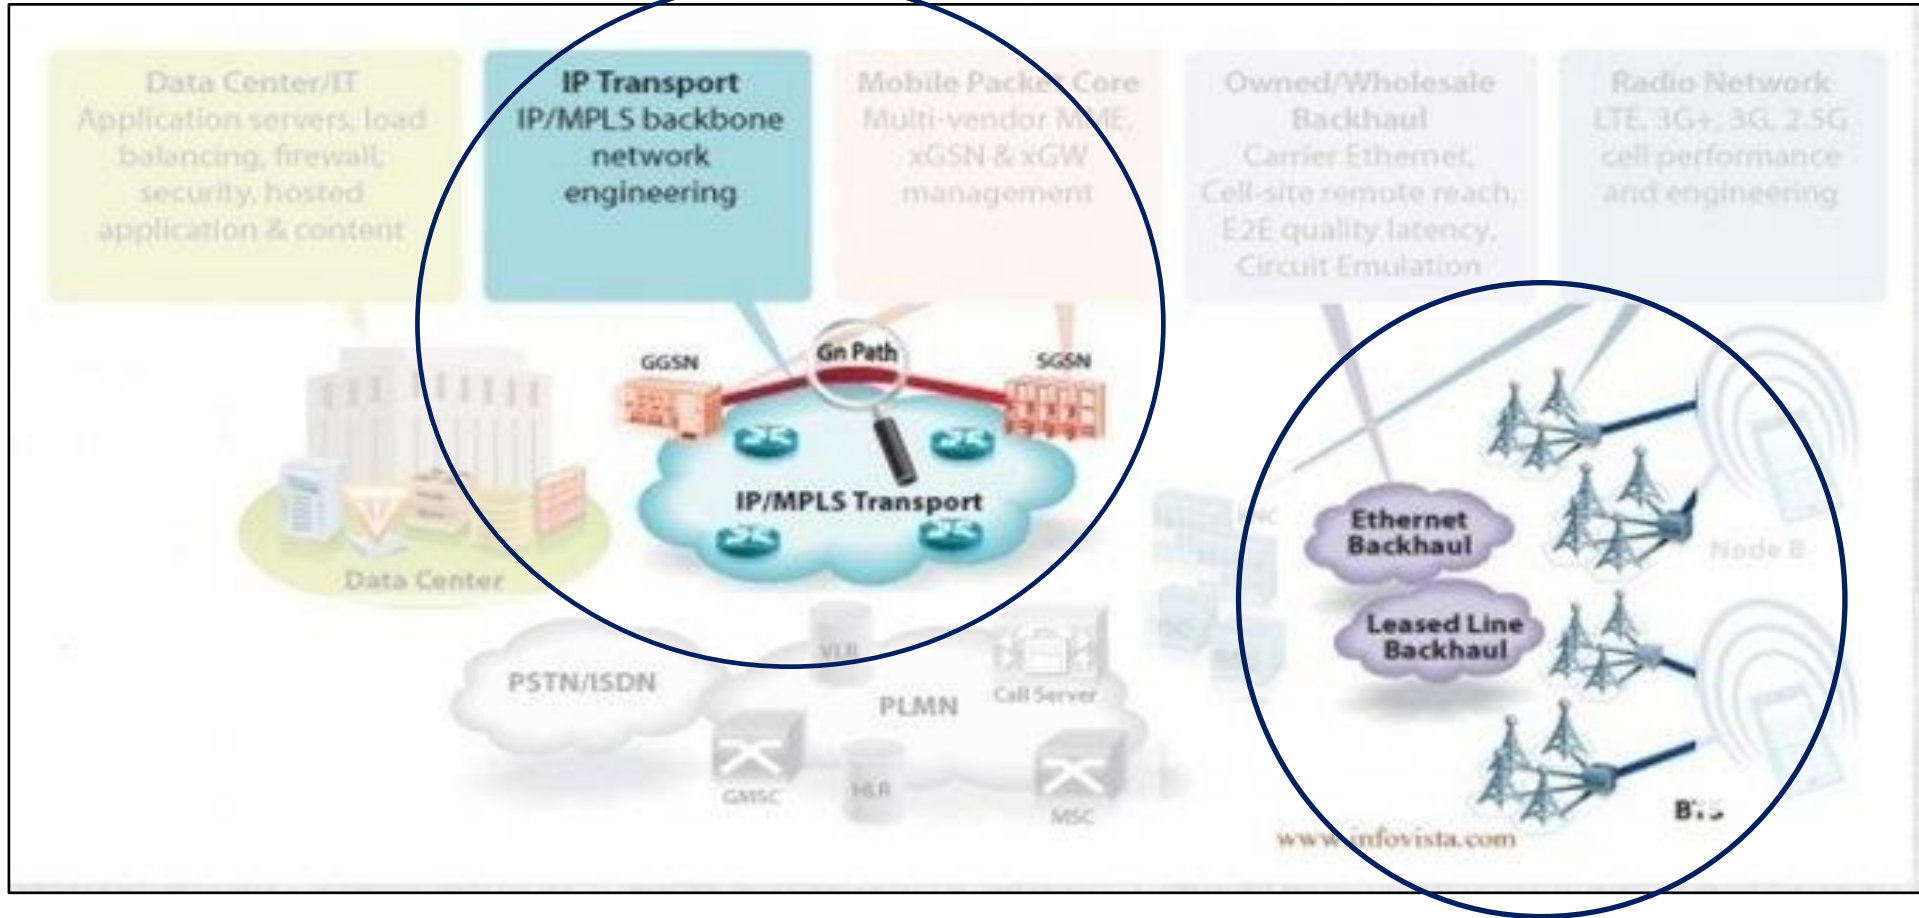 Data Center/IT
Application servers, load
balancing, firewall,
security, hosted
application & content
IP Transport
IP/MPLS backbone
network
engineering
Mobile Packet Core
Multi-vendor MME,
xGSN & xGW
management
Owned/Wholesale
Backhaul
Carrier Ethernet,
Cell-site remote reach,
E2E quality latency,
Circuit Emulation
Radio Network
LTE, 3G+, 3G, 2.5G
cell performance
and engineering
GGSN
Gn Path
SGSN
IP/MPLS Transport
Data Center
Ethernet
Backhaul
Leased Line
Backhaul
Node B
PSTN/ISDN
VLR
PLMN
Call Server
GMSC
HLR
MSC
BTS
www.infovista.com